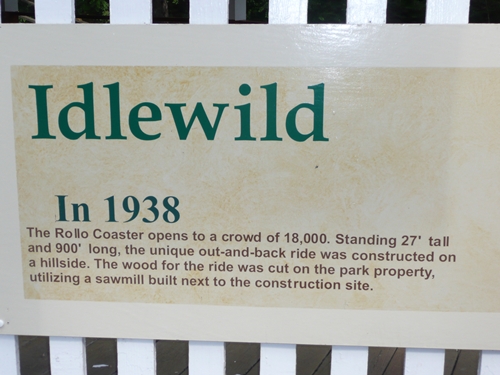 Idlewild
In 1938
The Rollo Coaster opens to a crowd of 18,000. Standing 27' tall
and 900' long, the unique out-and-back ride was constructed on
a hillside. The wood for the ride was cut on the park property,
utilizing a sawmill built next to the construction site.